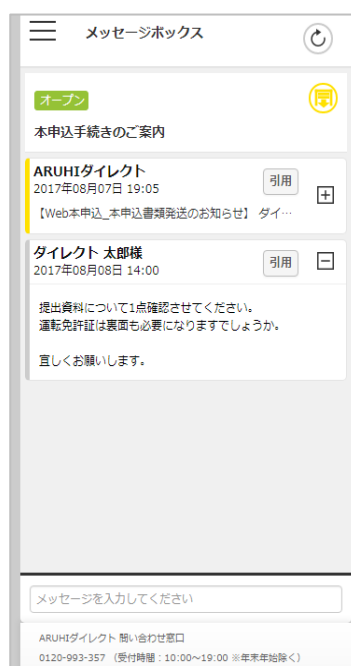 メッセージボックス
オープン
本申込手続きのご案内
ARUHIダイレクト
2017年08月07日 19:05
引用
【Web本申込_本申込書類発送のお知らせ】 ダイ…
ダイレクト 太郎様
2017年08月08日 14:00
引用
提出資料について1点確認させてください。
運転免許証は裏面も必要になりますでしょうか。
宜しくお願いします。
メッセージを入力してください
ARUHIダイレクト 問い合わせ窓口
0120-993-357 （受付時間：10:00～19:00 ※年末年始除く）